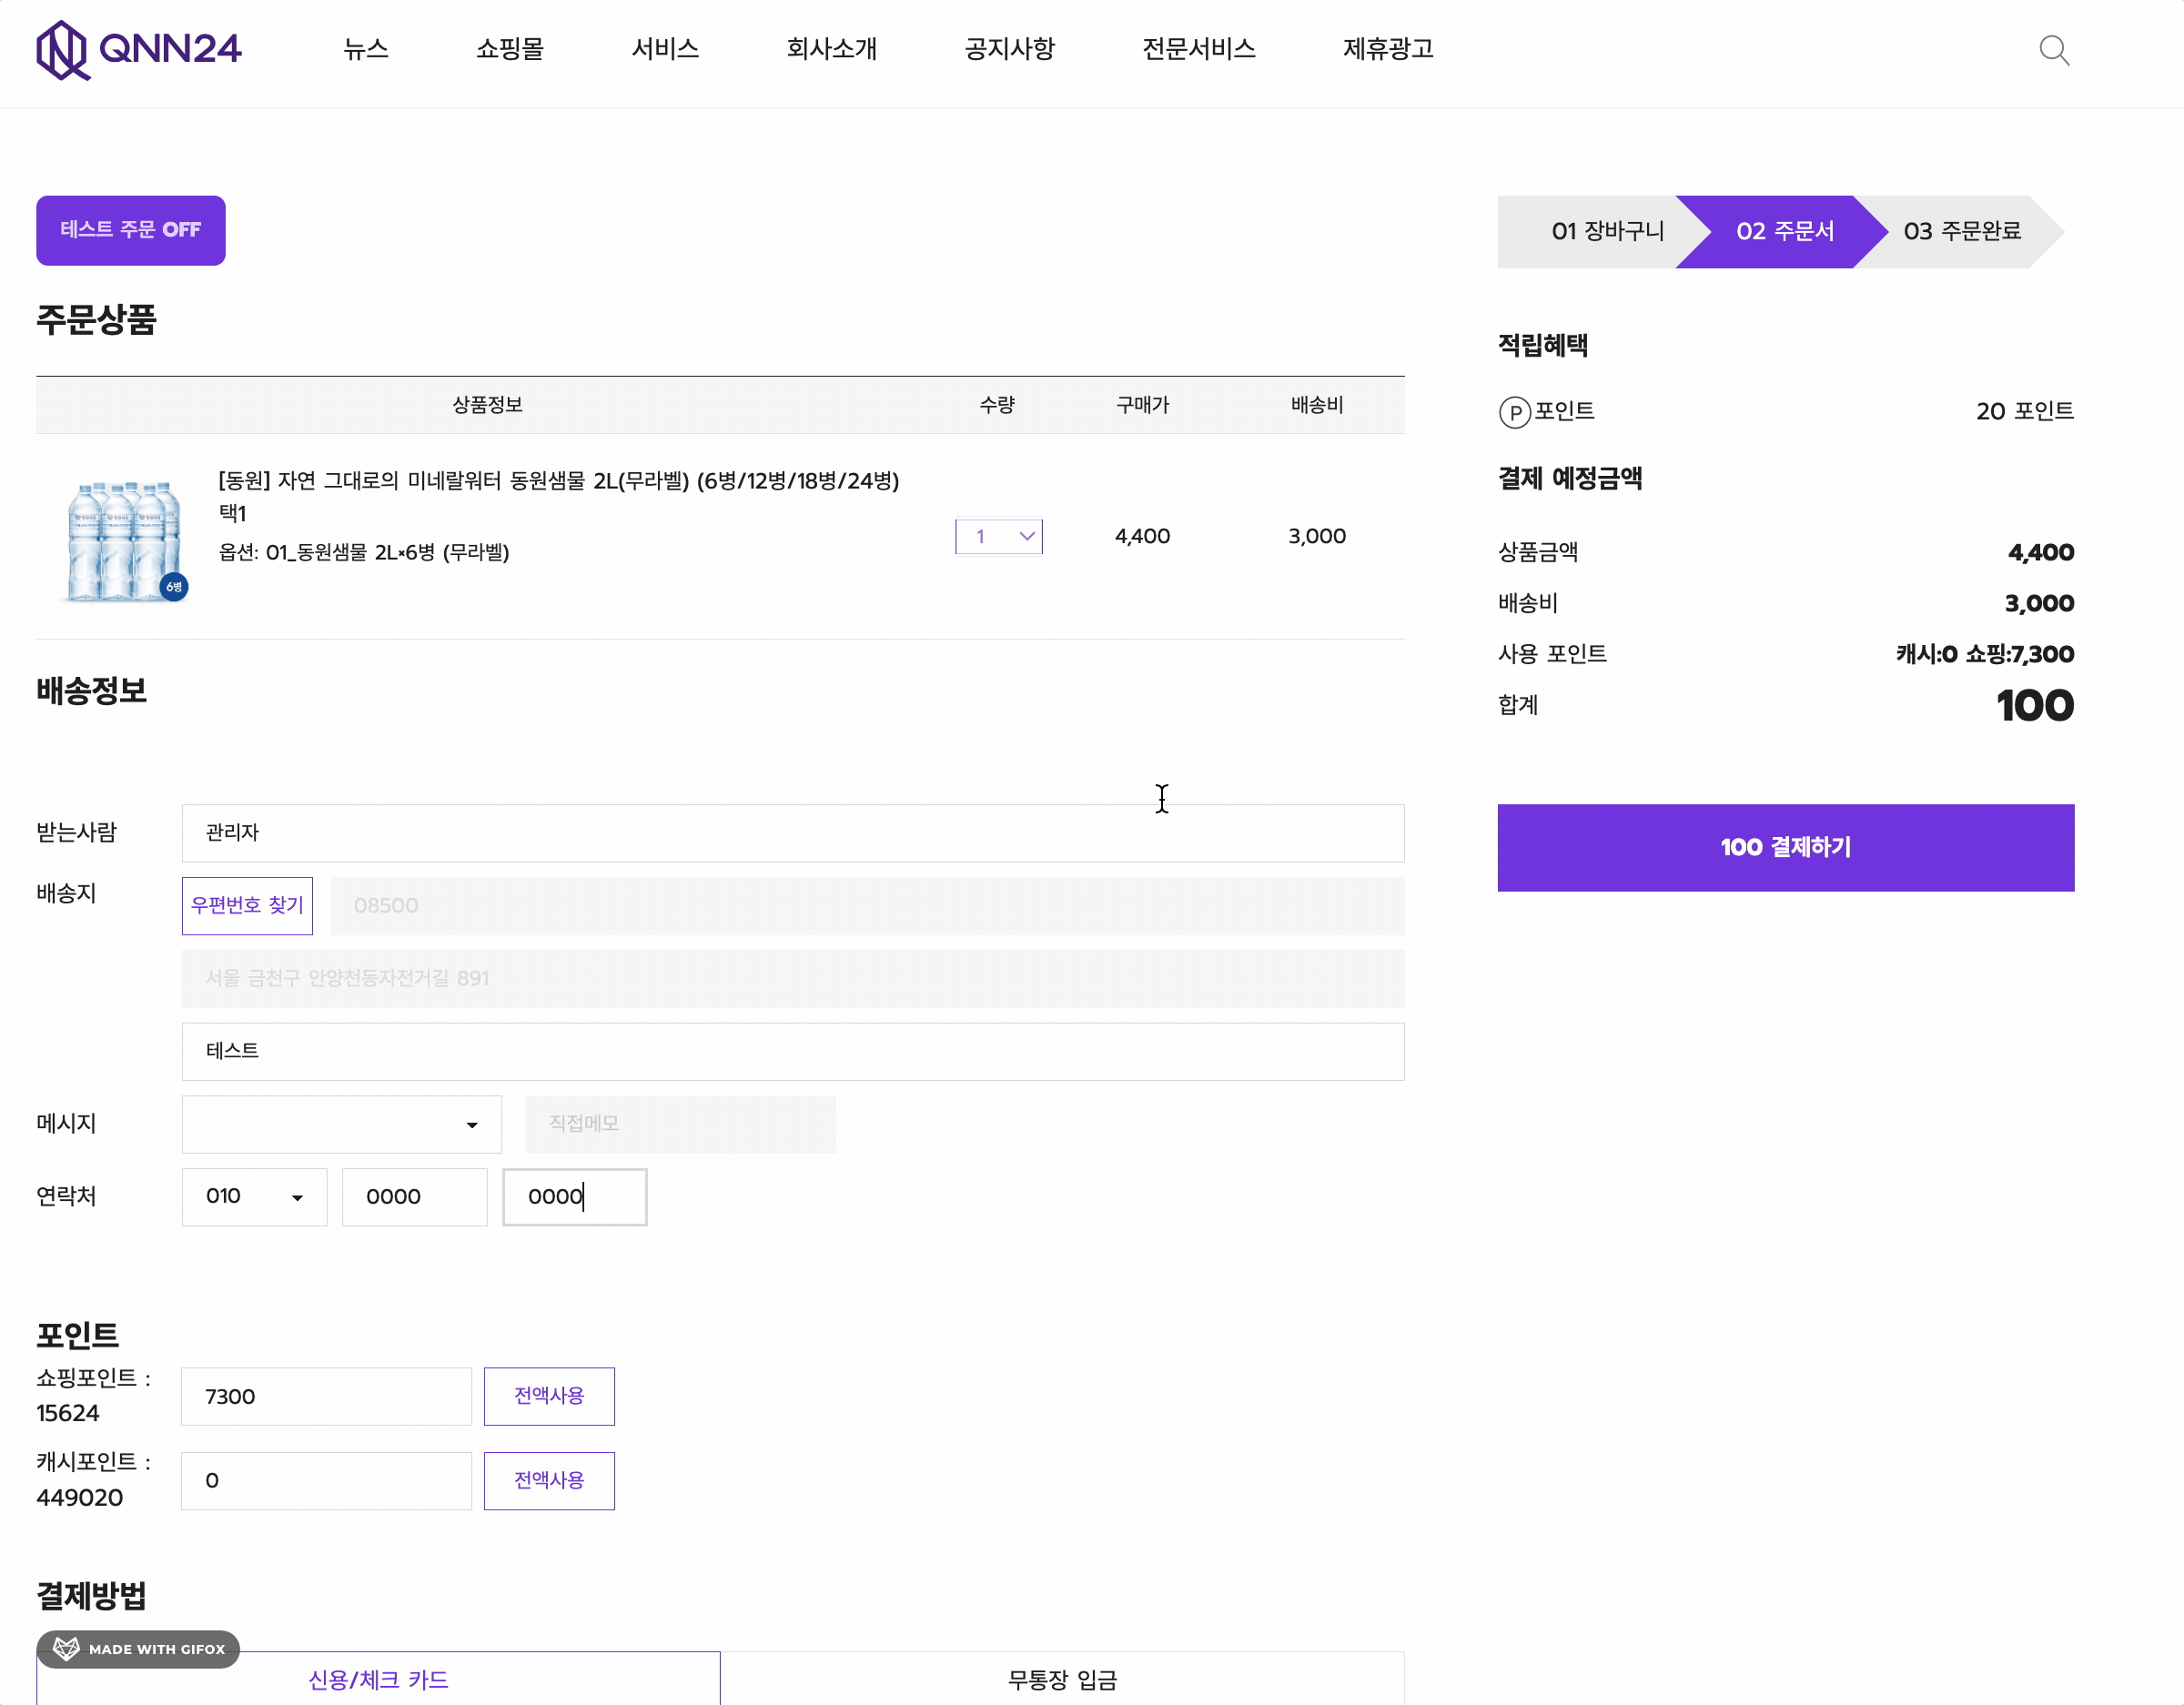 QNN24
뉴스 쇼핑몰 서비스 회사소개 공지사항 전문서비스 제휴광고
테스트 주문 OFF
01 장바구니 02 주문서 03 주문완료
주문상품
상품정보 수량 구매가 배송비
[동원] 자연 그대로의 미네랄워터 동원샘물 2L(무라벨) (6병/12병/18병/24병)
택1
옵션: 01_동원샘물 2L×6병 (무라벨)
6병
1 4,400 3,000
적립혜택
P 포인트 20 포인트
결제 예정금액
상품금액 4,400
배송비 3,000
사용 포인트 캐시:0 쇼핑:7,300
합계 100
100 결제하기
배송정보
받는사람 관리자
배송지 우편번호 찾기 08500
서울 금천구 안양천동자전거길 891
테스트
메시지 직접메모
연락처 010 0000 0000
포인트
쇼핑포인트 :
15624
7300 전액사용
캐시포인트 :
449020
0 전액사용
결제방법
MADE WITH GIFOX
신용/체크 카드 무통장 입금